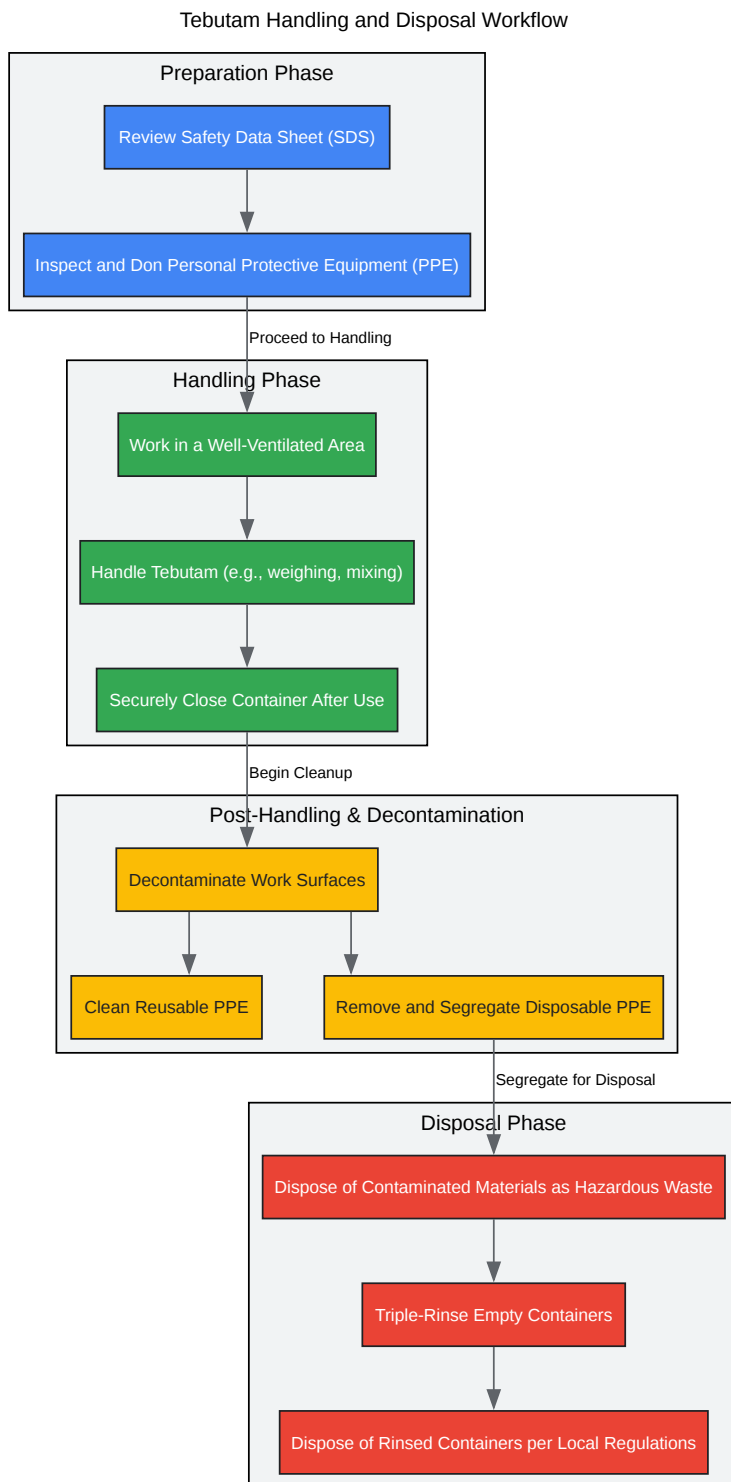 Tebutam Handling and Disposal Workflow
Preparation Phase
Review Safety Data Sheet (SDS)
Inspect and Don Personal Protective Equipment (PPE)
Proceed to Handling
Handling Phase
Work in a Well-Ventilated Area
Handle Tebutam (e.g., weighing, mixing)
Securely Close Container After Use
Begin Cleanup
Post-Handling & Decontamination
Decontaminate Work Surfaces
Clean Reusable PPE
Remove and Segregate Disposable PPE
Segregate for Disposal
Disposal Phase
Dispose of Contaminated Materials as Hazardous Waste
Triple-Rinse Empty Containers
Dispose of Rinsed Containers per Local Regulations